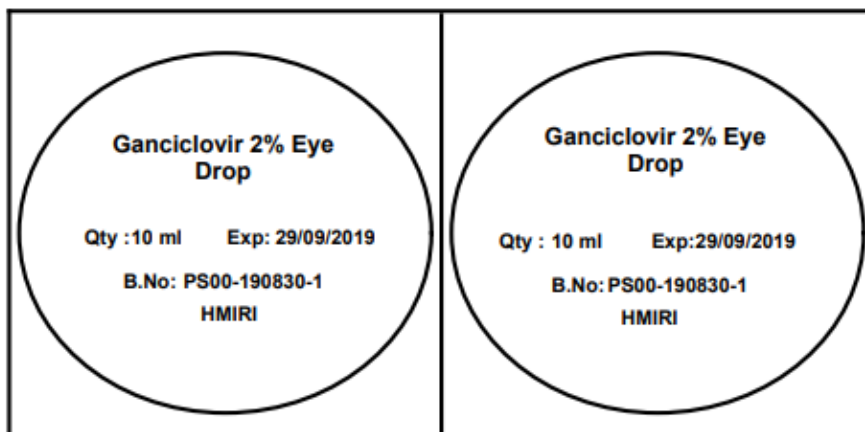 Ganciclovir 2% Eye
Drop
Qty :10 ml Exp: 29/09/2019
B.No: PS00-190830-1
HMIRI
Ganciclovir 2% Eye
Drop
Qty : 10 ml Exp:29/09/2019
B.No: PS00-190830-1
HMIRI